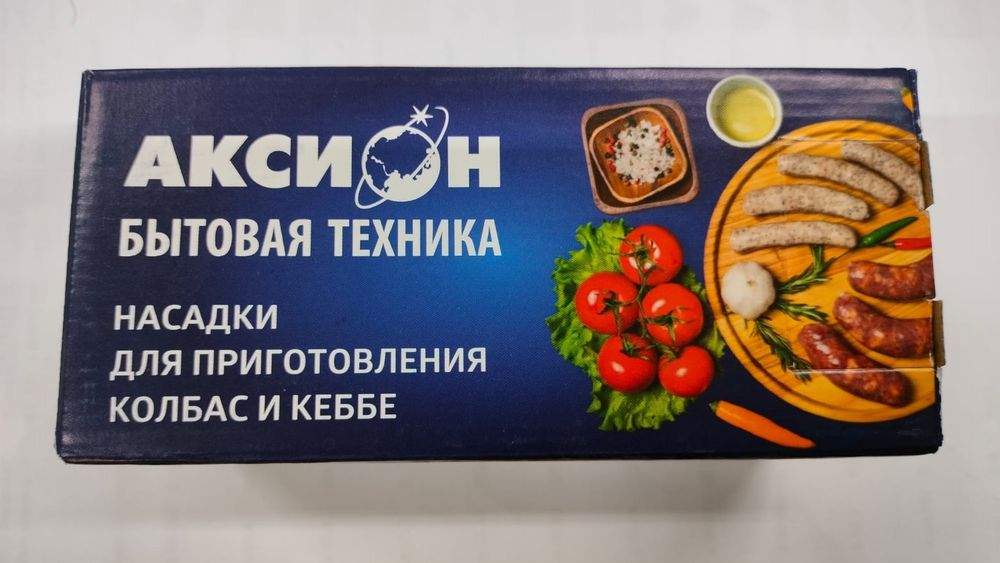 АКСИОН
БЫТОВАЯ ТЕХНИКА
НАСАДКИ
ДЛЯ ПРИГОТОВЛЕНИЯ
КОЛБАС И КЕББЕ